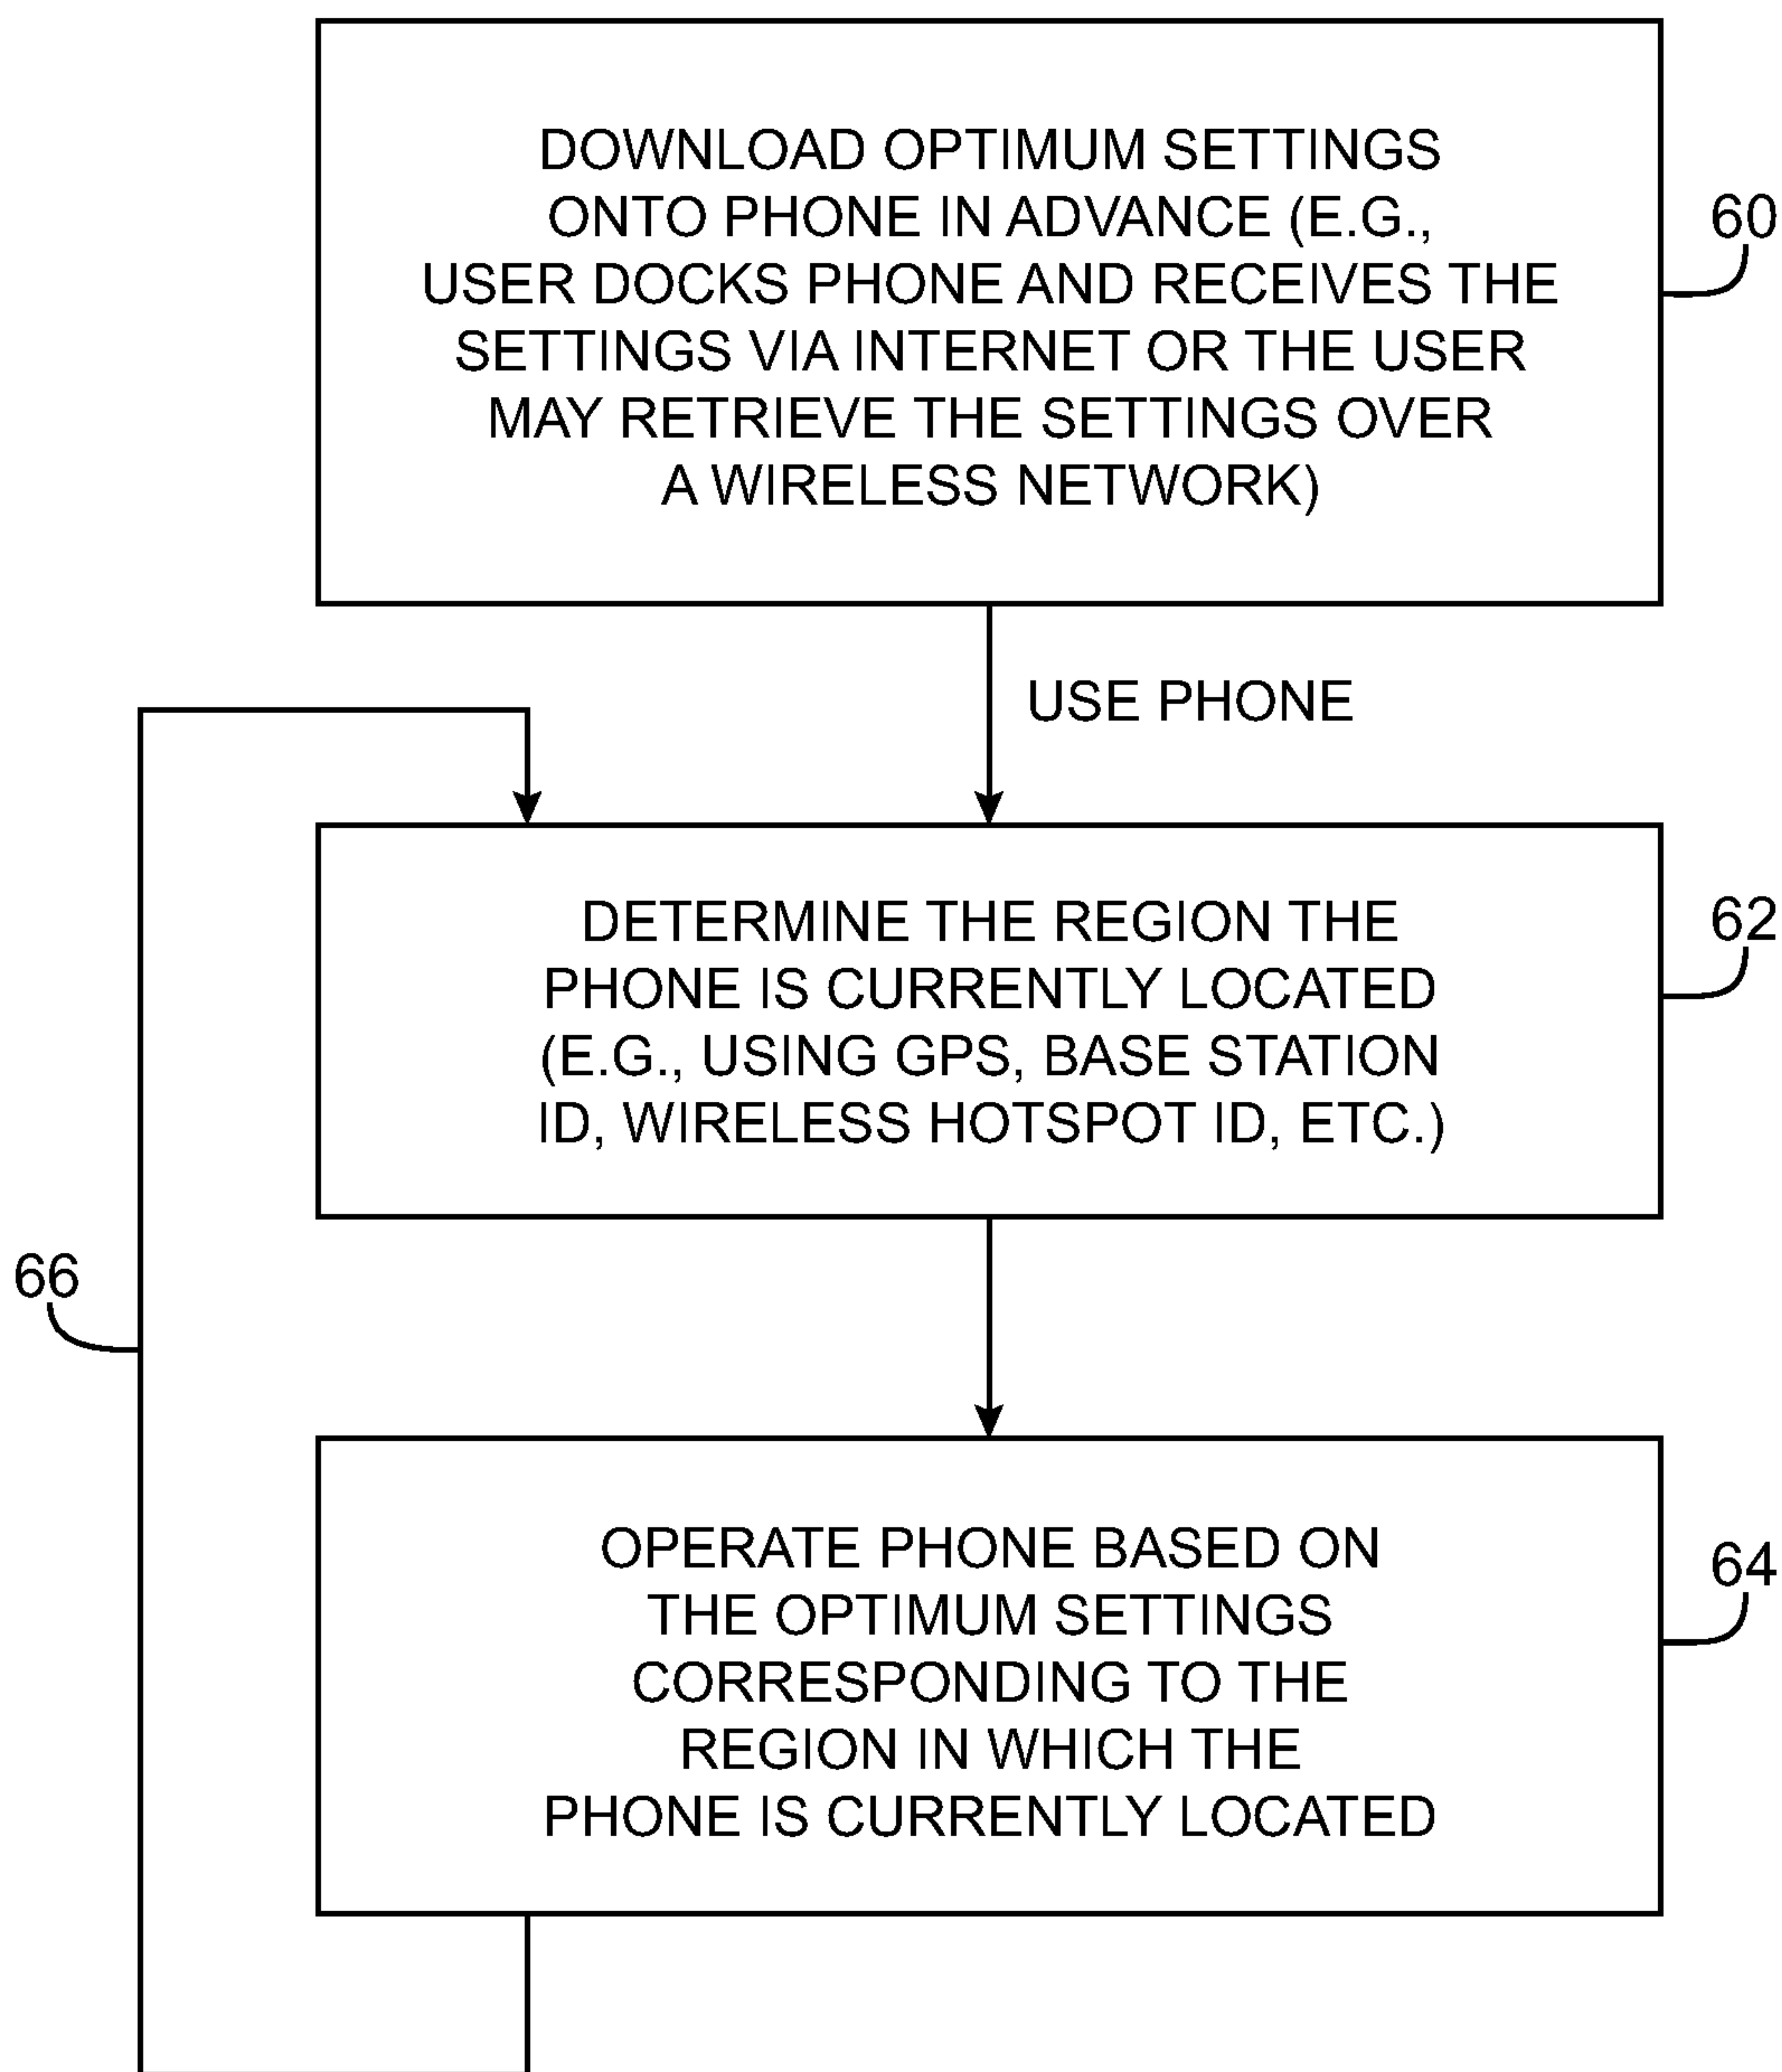 DOWNLOAD OPTIMUM SETTINGS
ONTO PHONE IN ADVANCE (E.G.,
USER DOCKS PHONE AND RECEIVES THE
SETTINGS VIA INTERNET OR THE USER
MAY RETRIEVE THE SETTINGS OVER
A WIRELESS NETWORK)
60
USE PHONE
DETERMINE THE REGION THE
PHONE IS CURRENTLY LOCATED
(E.G., USING GPS, BASE STATION
ID, WIRELESS HOTSPOT ID, ETC.)
62
66
OPERATE PHONE BASED ON
THE OPTIMUM SETTINGS
CORRESPONDING TO THE
REGION IN WHICH THE
PHONE IS CURRENTLY LOCATED
64